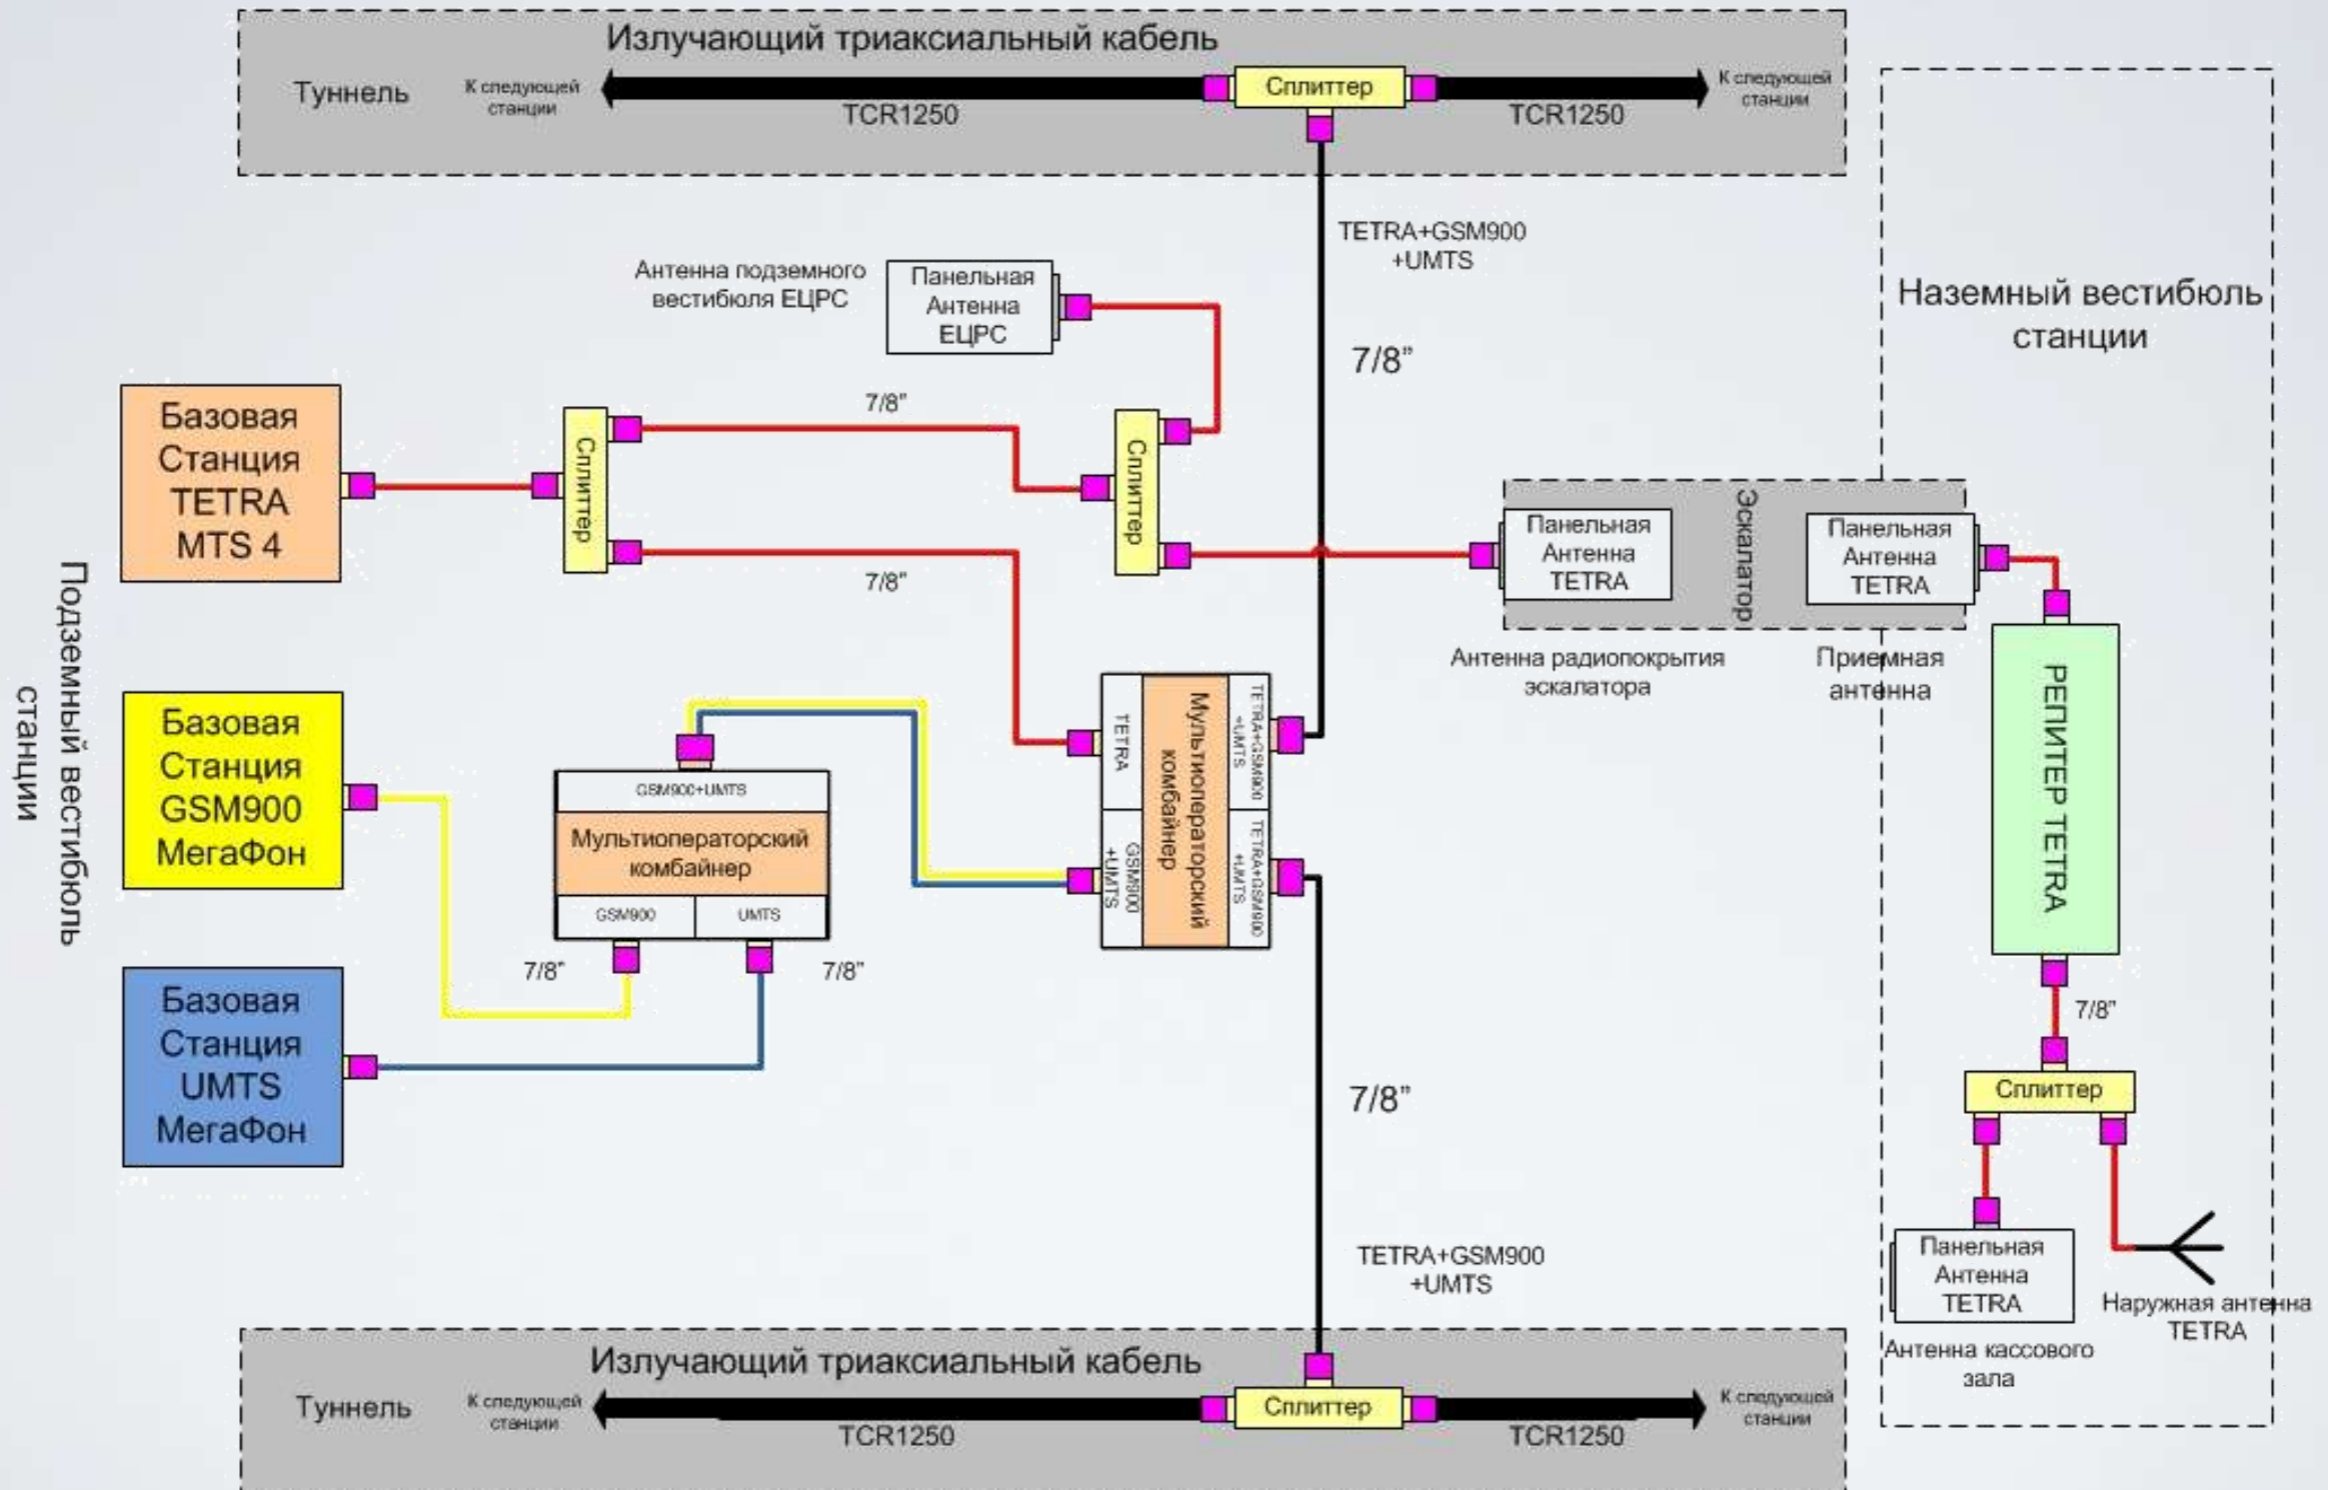 Излучающий триаксиальный кабель
Туннель
К следующей
станции
TCR1250
Сплиттер
TCR1250
К следующей
станции
TETRA+GSM900
+UMTS
7/8”
Антенна подземного
вестибюля ЕЦРС
Панельная
Антенна
ЕЦРС
Наземный вестибюль
станции
Базовая
Станция
TETRA
MTS 4
Сплиттер
7/8”
7/8”
Сплиттер
Панельная
Антенна
TETRA
Эскалатор
Панельная
Антенна
TETRA
Антенна радиопокрытия
эскалатора
Приемная
антенна
РЕПИТЕР TETRA
Подземный вестибюль
станции
Базовая
Станция
GSM900
МегаФон
GSM900+UMTS
Мультиоператорский
комбайнер
GSM900
UMTS
7/8”
7/8”
TETRA
GSM900
+UMTS
Мультиоператорский
комбайнер
TETRA+GSM900
+UMTS
TETRA+GSM900
+UMTS
Базовая
Станция
UMTS
МегаФон
7/8”
7/8”
Сплиттер
Панельная
Антенна
TETRA
Антенна кассового
зала
Наружная антенна
TETRA
TETRA+GSM900
+UMTS
Излучающий триаксиальный кабель
Туннель
К следующей
станции
TCR1250
Сплиттер
TCR1250
К следующей
станции